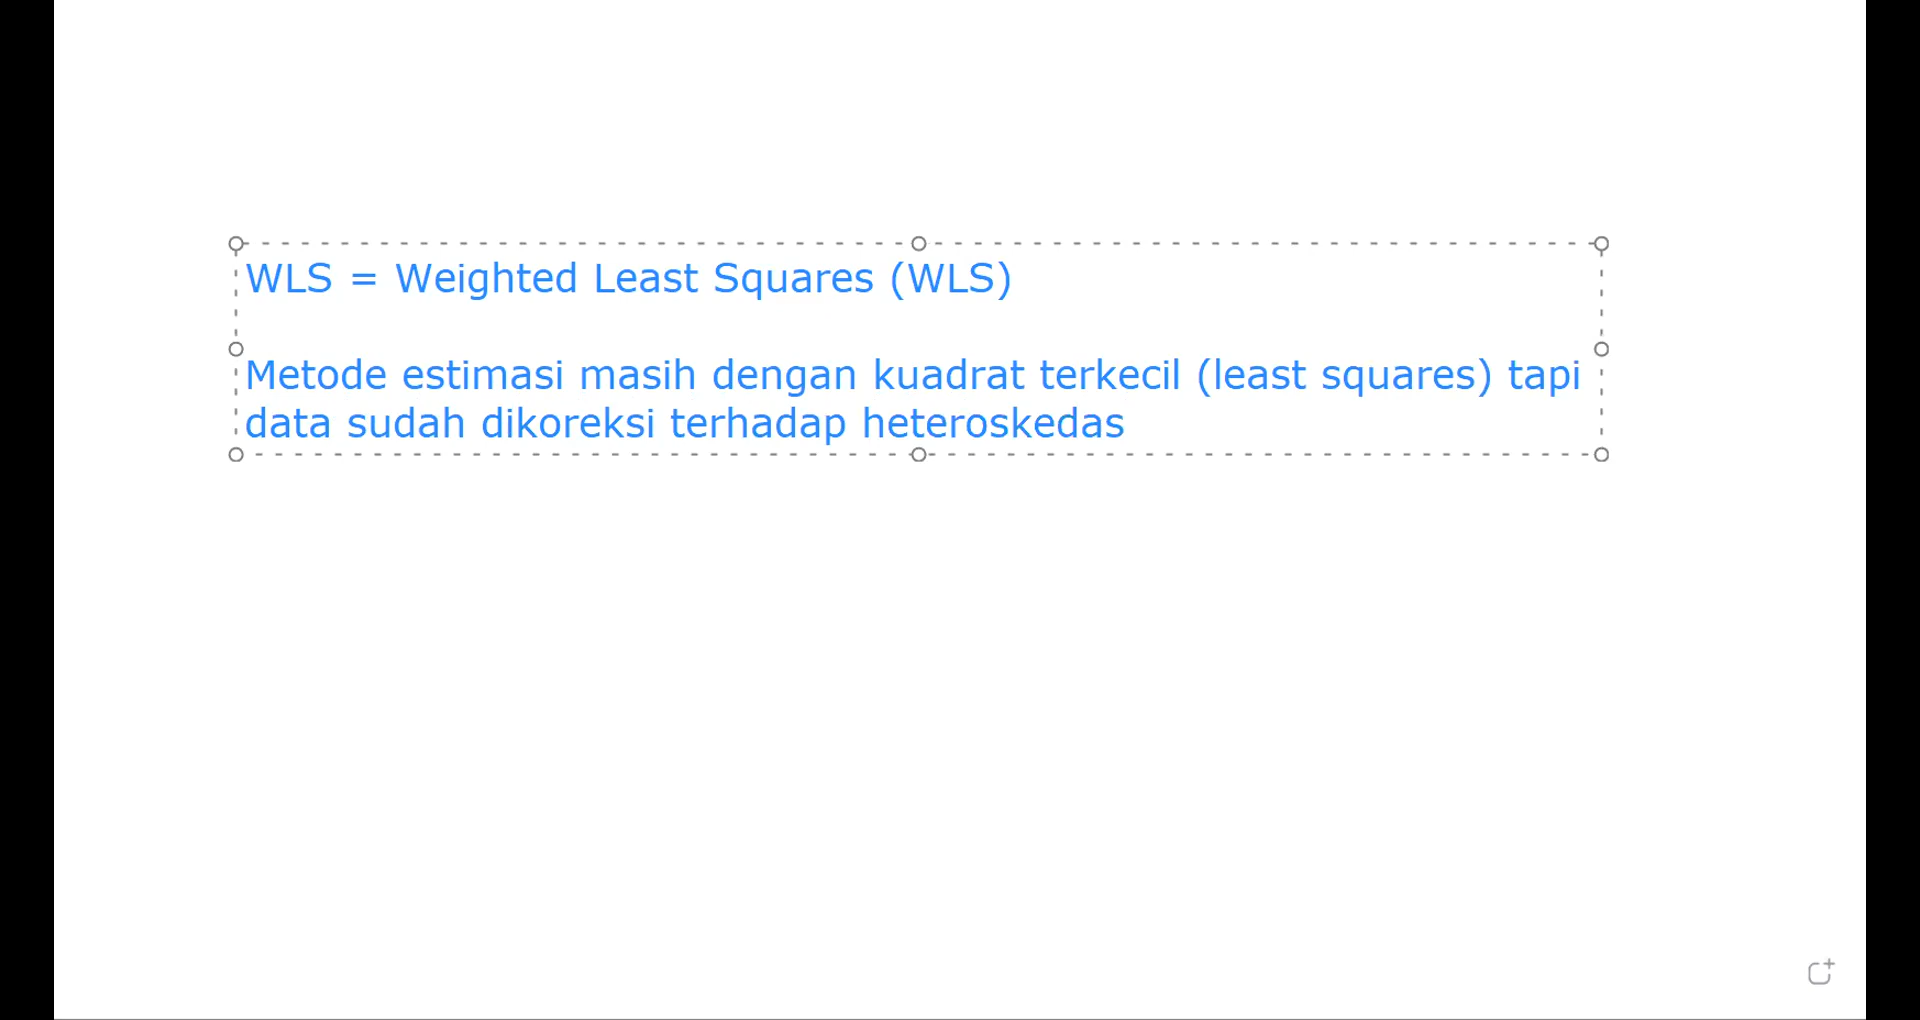 WLS = Weighted Least Squares (WLS)
Metode estimasi masih dengan kuadrat terkecil (least squares) tapi
data sudah dikoreksi terhadap heteroskedas